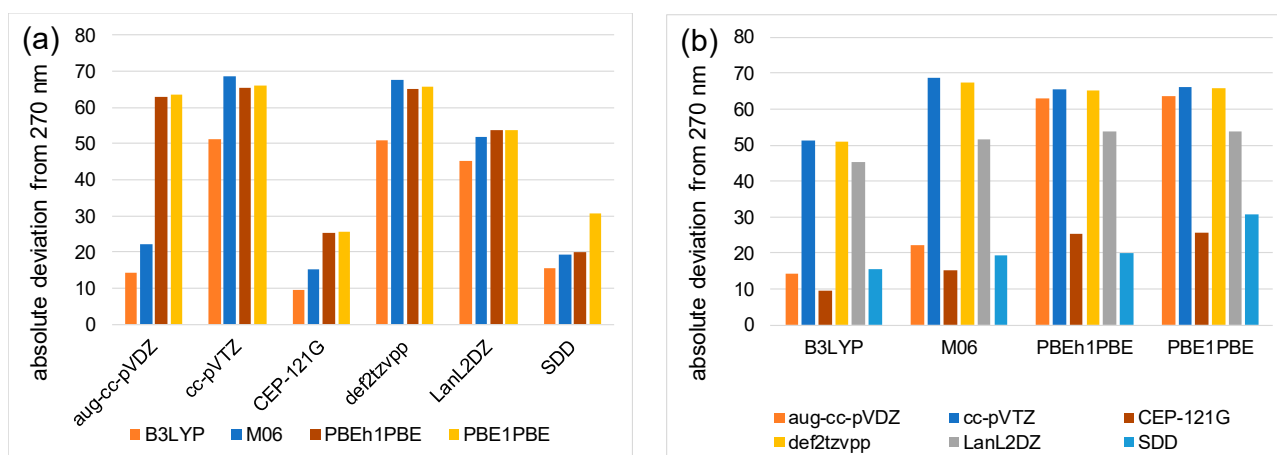 (a)
absolute deviation from 270 nm
80
70
60
50
40
30
20
10
0
aug-cc-pVDZ
cc-pVTZ
CEP-121G
def2tzvpp
LanL2DZ
SDD
B3LYP M06 PBEh1PBE PBE1PBE
(b)
absolute deviation from 270 nm
80
70
60
50
40
30
20
10
0
B3LYP M06 PBEh1PBE PBE1PBE
aug-cc-pVDZ cc-pVTZ CEP-121G
def2tzvpp LanL2DZ SDD